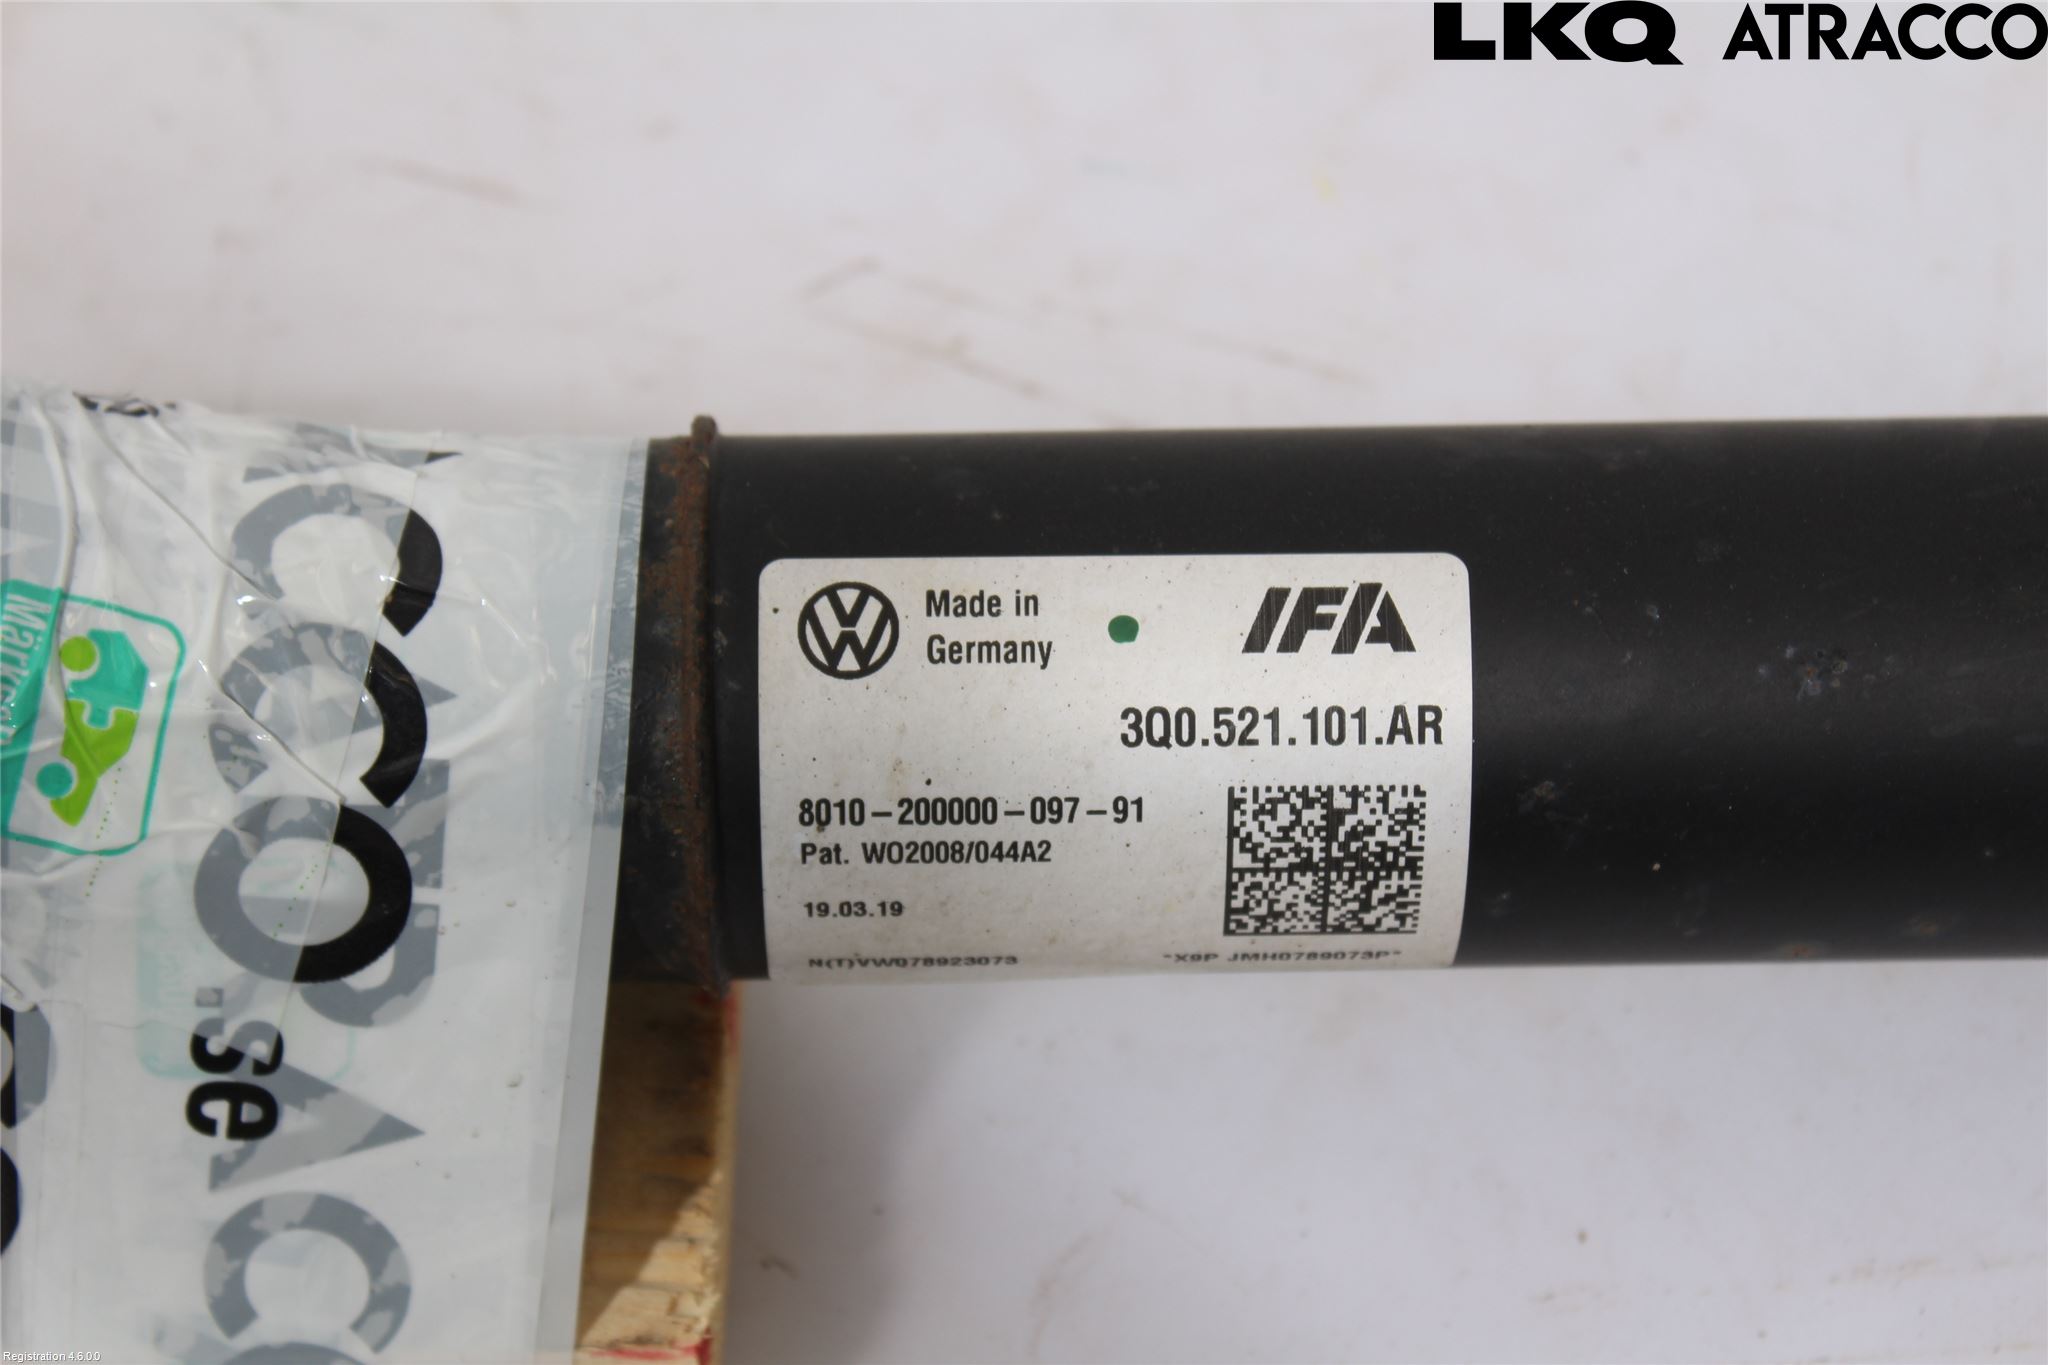 LKQ ATRACCO
Made in
Germany
IFA
3Q0.521.101.AR
8010-200000-097-91
Pat. WO2008/044A2
19.03.19
N(T)VW078923073
*X9P JMH0789073P*
.se
Registration 4.6.0.0